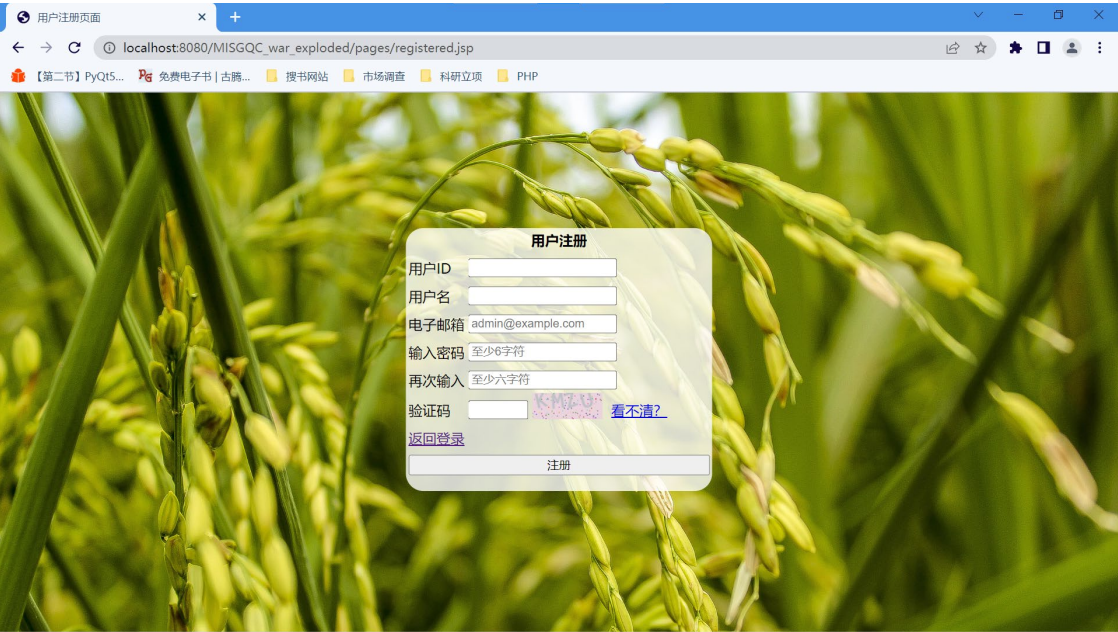 用户注册页面
localhost:8080/MISGQC_war_exploded/pages/registered.jsp
【第二节】PyQt5... 免费电子书 | 古腾... 搜书网站 市场调查 科研立项 PHP
用户注册
用户ID
用户名
电子邮箱 admin@example.com
输入密码 至少6字符
再次输入 至少六字符
验证码 看不清？
返回登录
注册